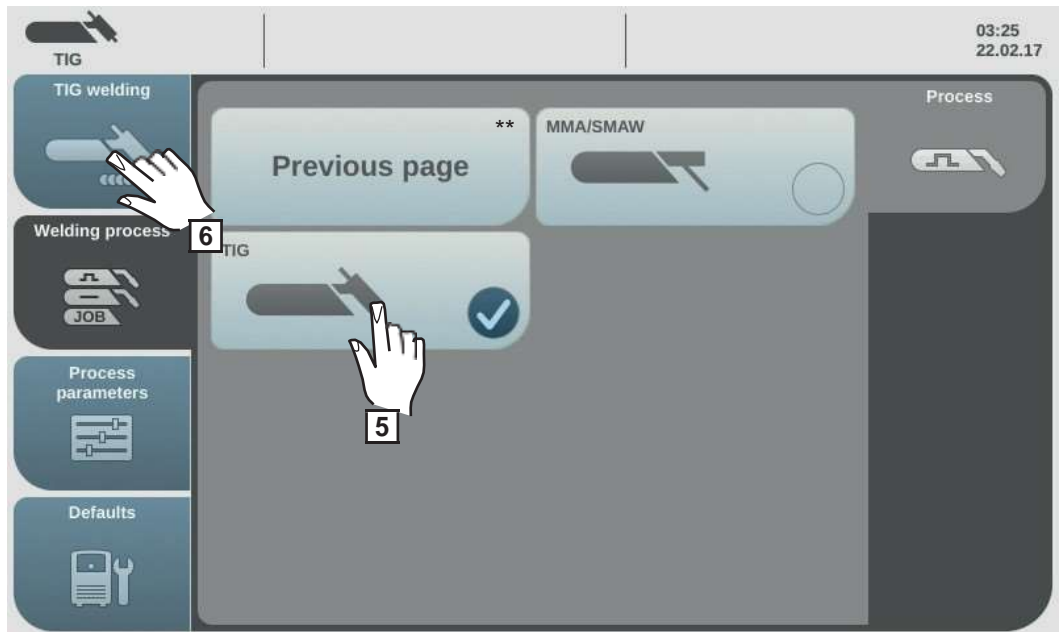 TIG
03:25
22.02.17
TIG welding
Welding process
JOB
Process
parameters
Defaults
**
Previous page
MMA/SMAW
TIG
Process
6
5